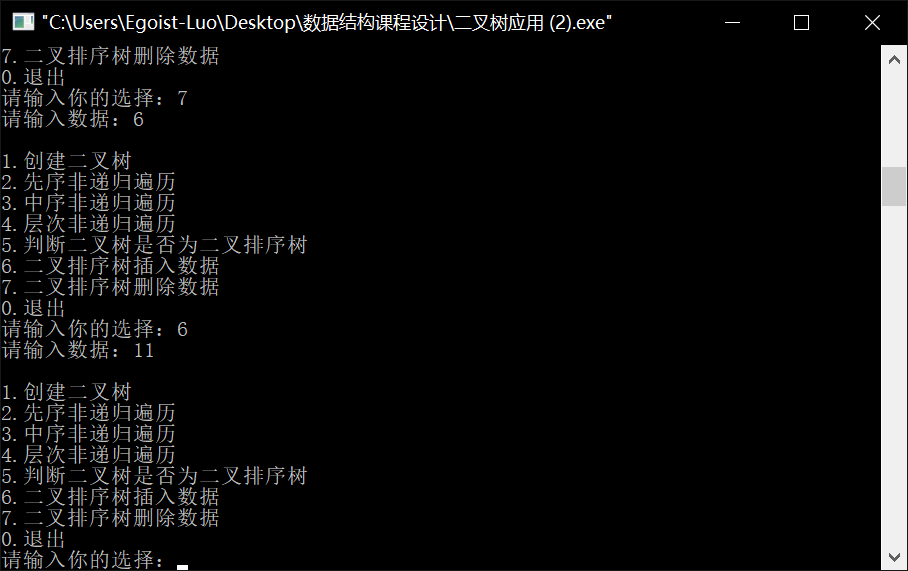 "C:\Users\Egoist-Luo\Desktop\数据结构课程设计\二叉树应用 (2).exe"
7.二叉排序树删除数据
0.退出
请输入你的选择：7
请输入数据：6
1.创建二叉树
2.先序非递归遍历
3.中序非递归遍历
4.层次非递归遍历
5.判断二叉树是否为二叉排序树
6.二叉排序树插入数据
7.二叉排序树删除数据
0.退出
请输入你的选择：6
请输入数据：11
1.创建二叉树
2.先序非递归遍历
3.中序非递归遍历
4.层次非递归遍历
5.判断二叉树是否为二叉排序树
6.二叉排序树插入数据
7.二叉排序树删除数据
0.退出
请输入你的选择：